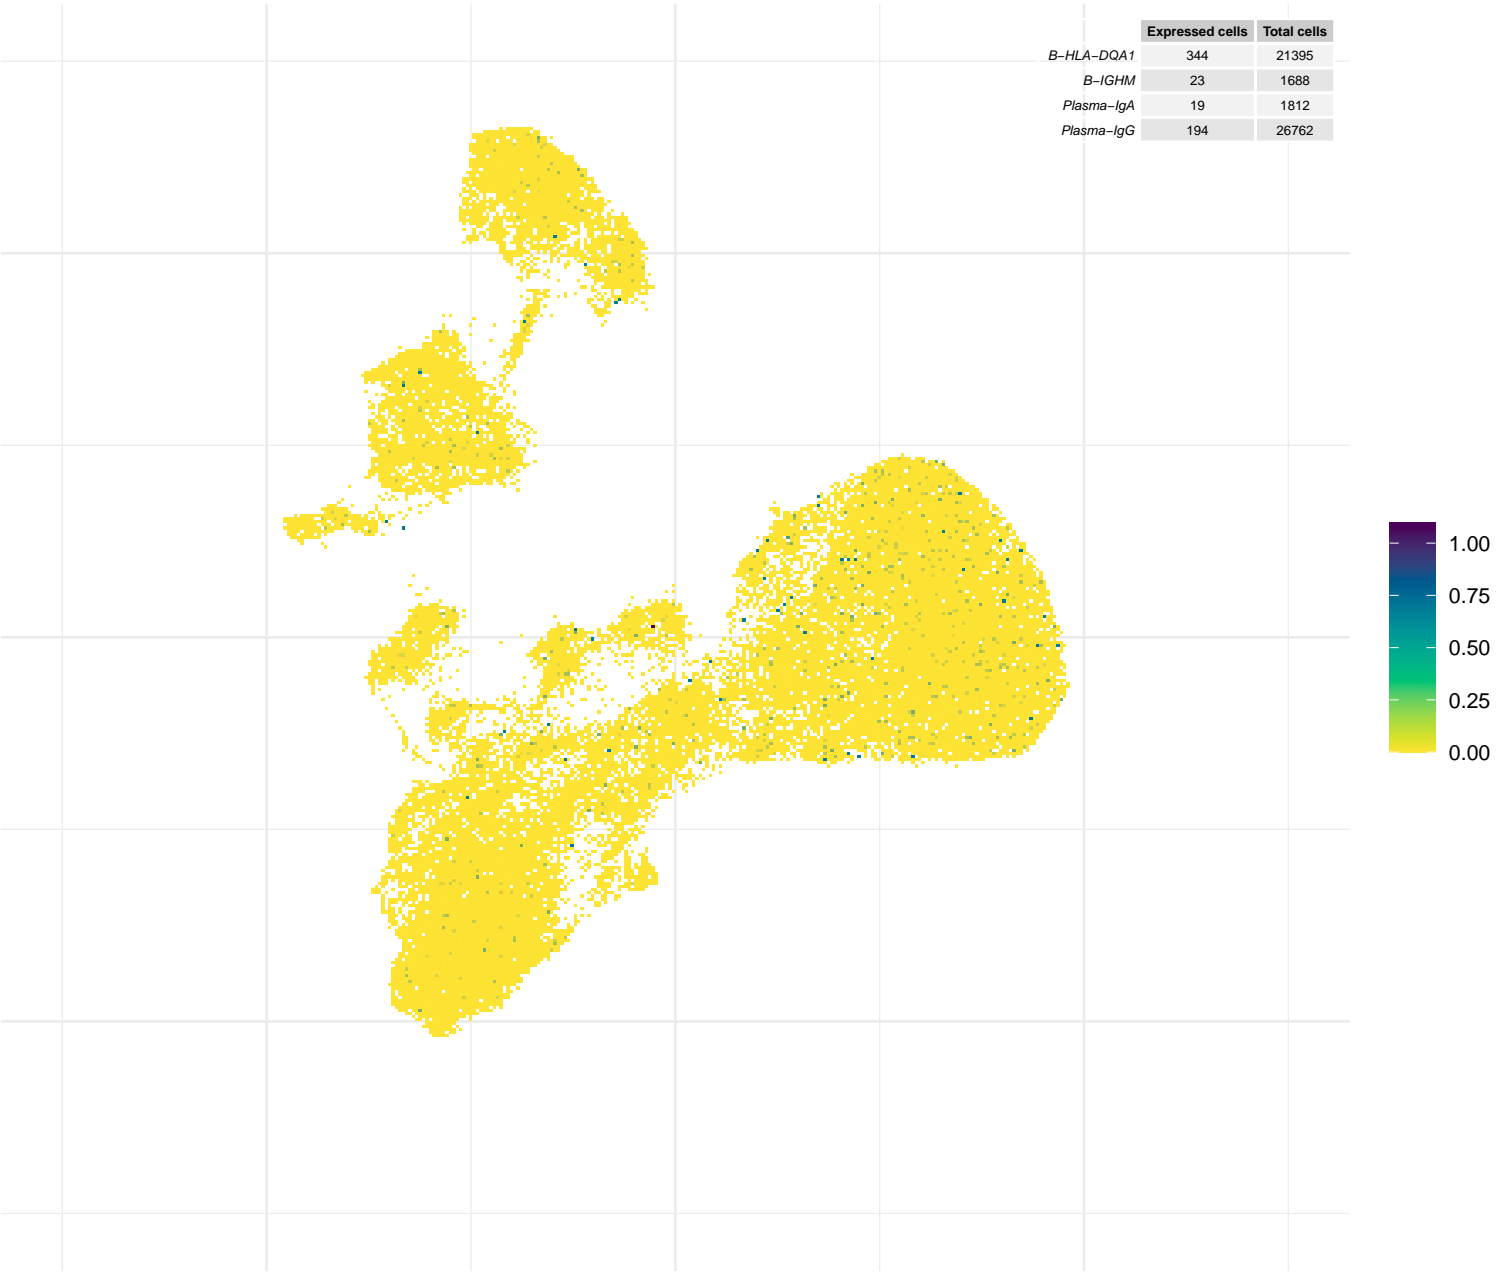 Expressed cells Total cells
B−HLA−DQA1 344 21395
B−IGHM 23 1688
Plasma−IgA 19 1812
Plasma−IgG 194 26762
1.00
0.75
0.50
0.25
0.00